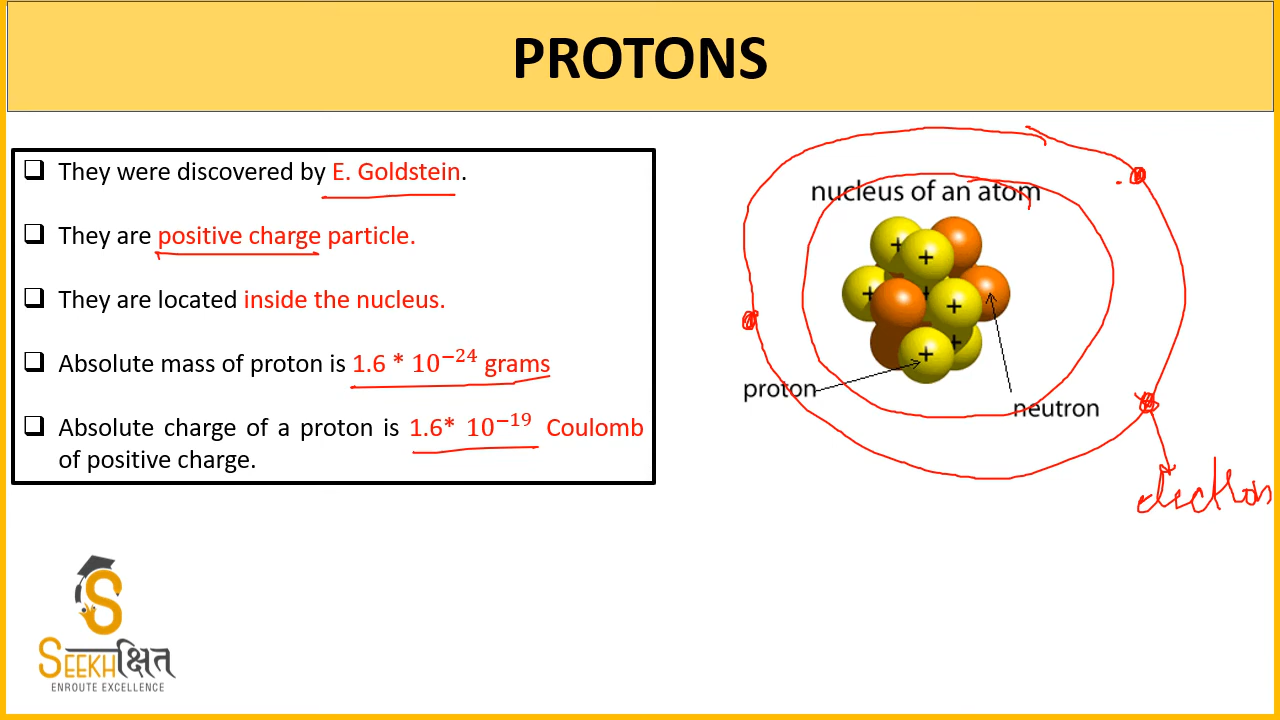 PROTONS
❑ They were discovered by E. Goldstein.
❑ They are positive charge particle.
❑ They are located inside the nucleus.
❑ Absolute mass of proton is 1.6 * 10⁻²⁴ grams
❑ Absolute charge of a proton is 1.6* 10⁻¹⁹ Coulomb
of positive charge.
nucleus of an atom
+ + + + + + +
proton
neutron
electron
S
SEEKHक्षित
ENROUTE EXCELLENCE